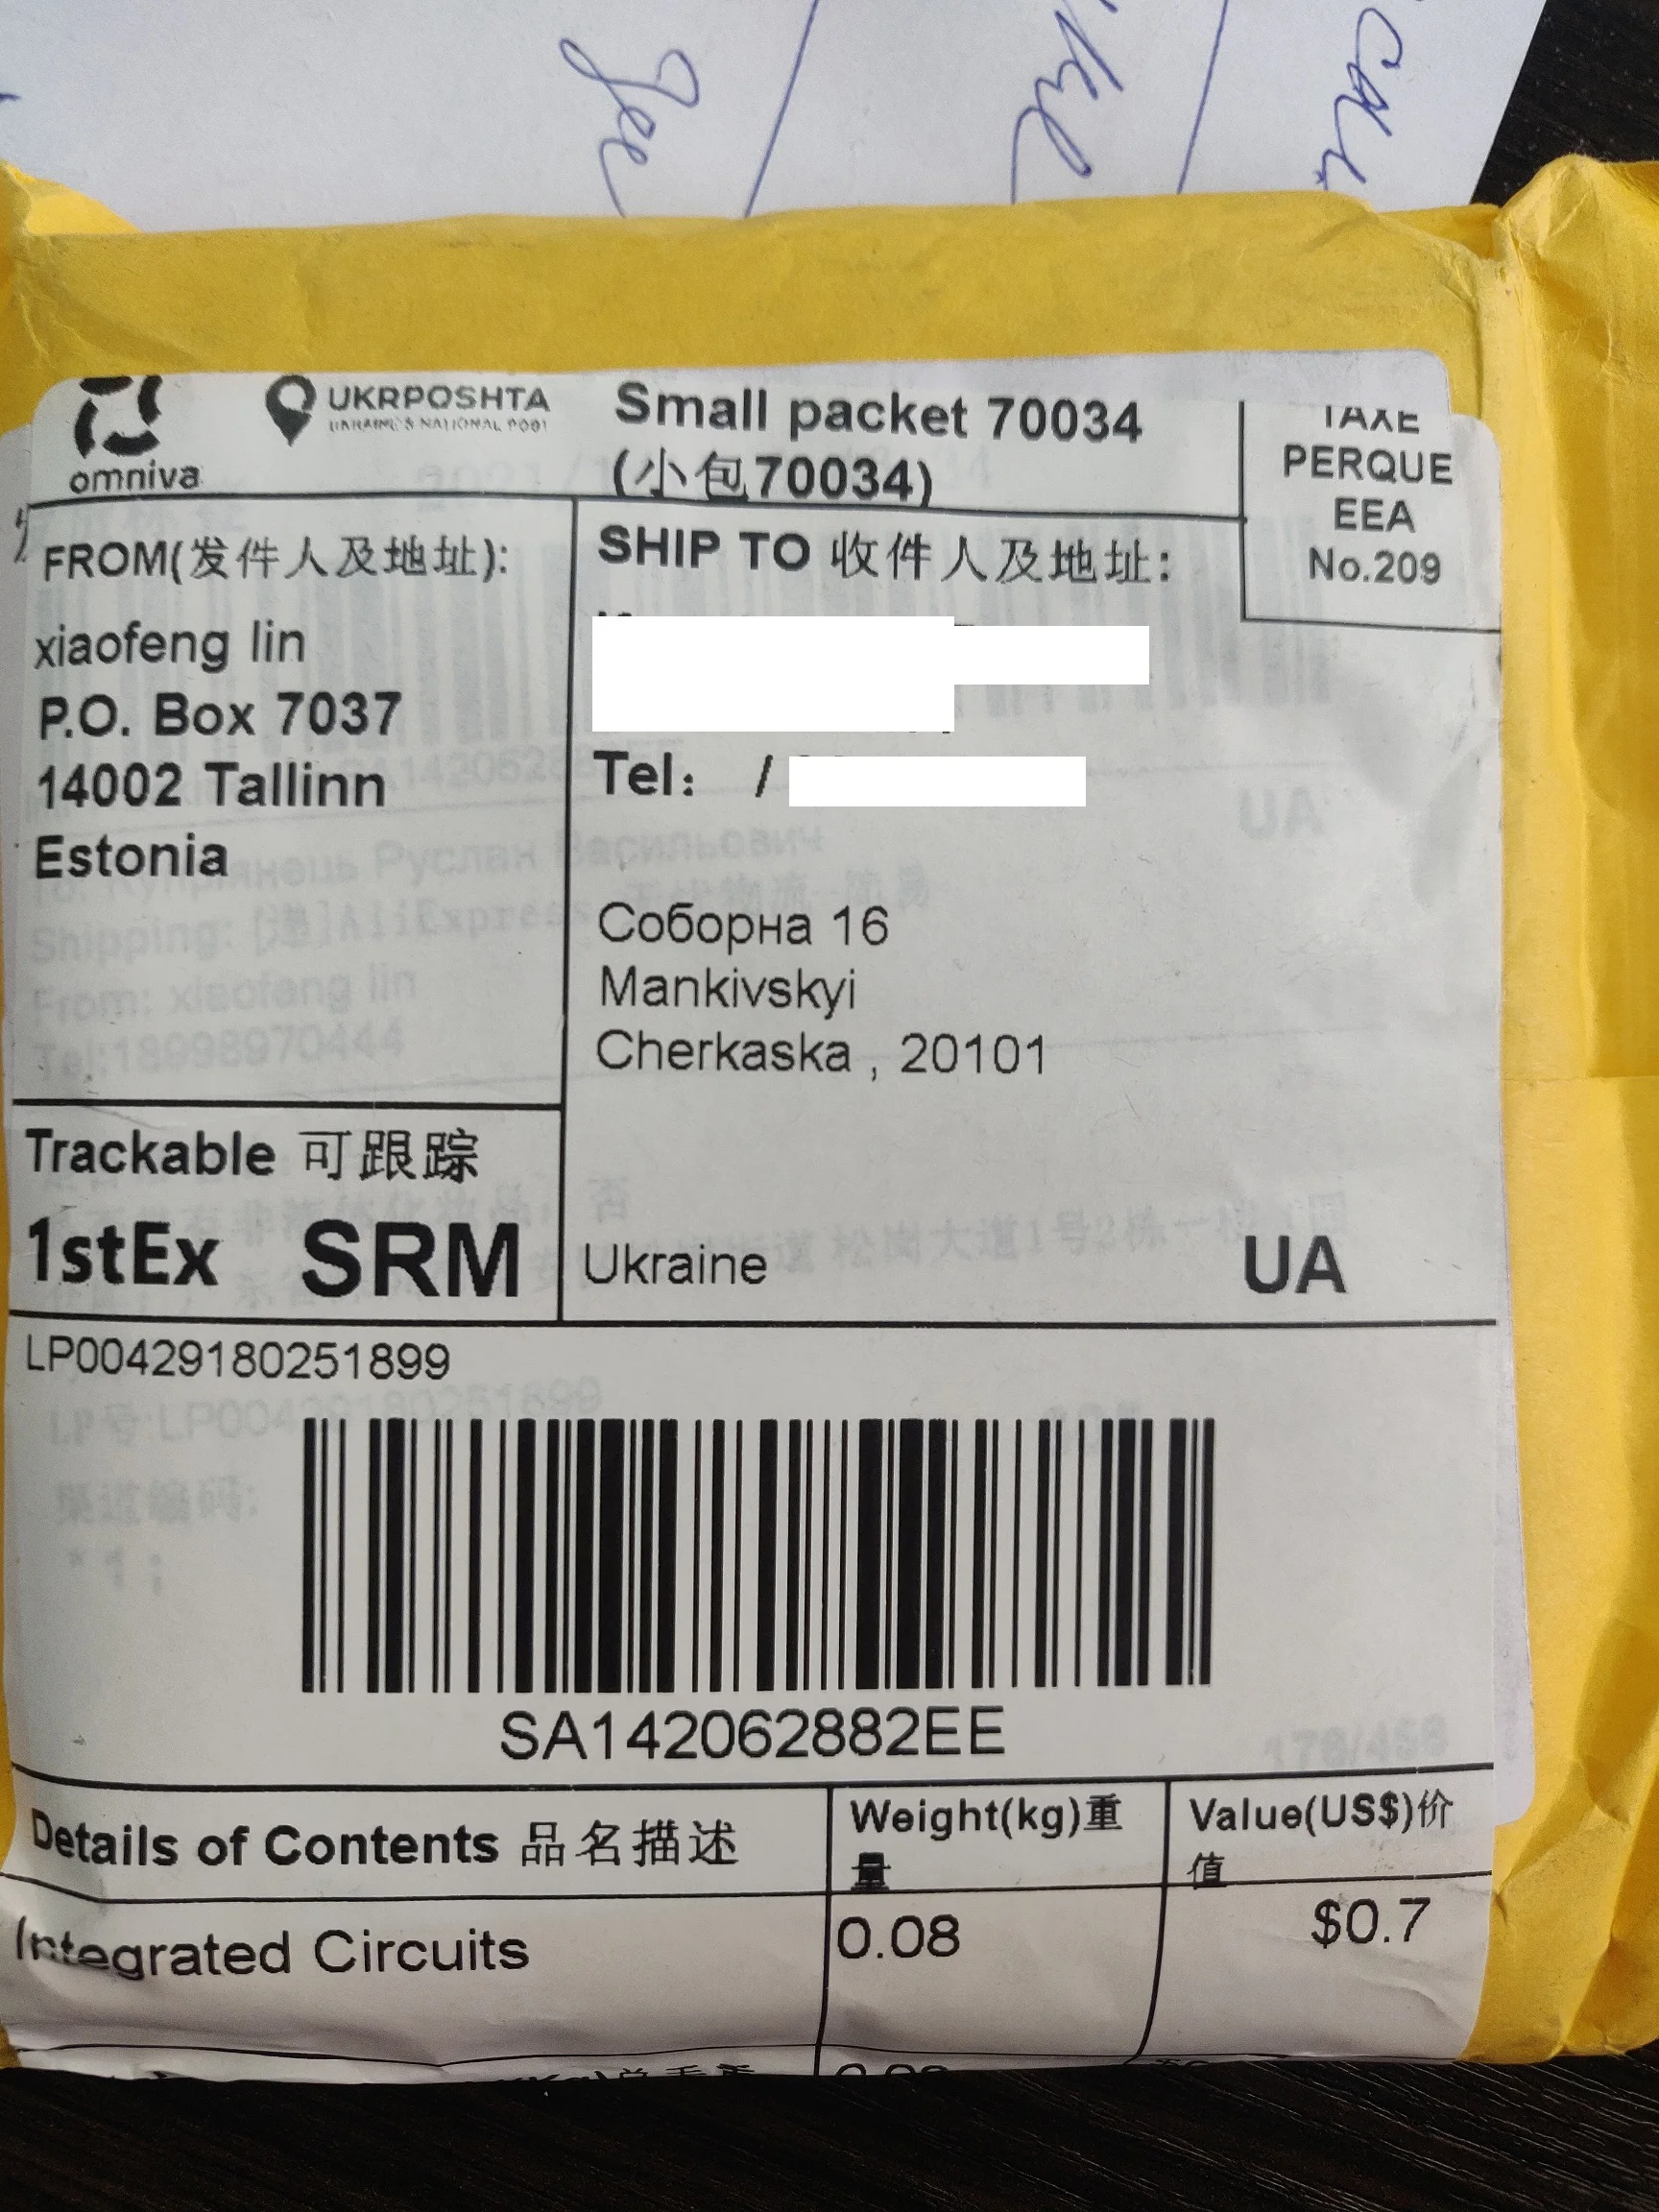 omniva
UKRPOSHTA
UKRAINE'S NATIONAL POST
Small packet 70034
(小包70034)
TAXE
PERQUE
EEA
No.209
FROM(发件人及地址):
xiaofeng lin
P.O. Box 7037
14002 Tallinn
Estonia
SHIP TO 收件人及地址:
Tel: /
Соборна 16
Mankivskyi
Cherkaska , 20101
Ukraine UA
Trackable 可跟踪
1stEx SRM
LP00429180251899
SA142062882EE
Details of Contents 品名描述
Weight(kg)重
量
Value(US$)价
值
Integrated Circuits
0.08
$0.7